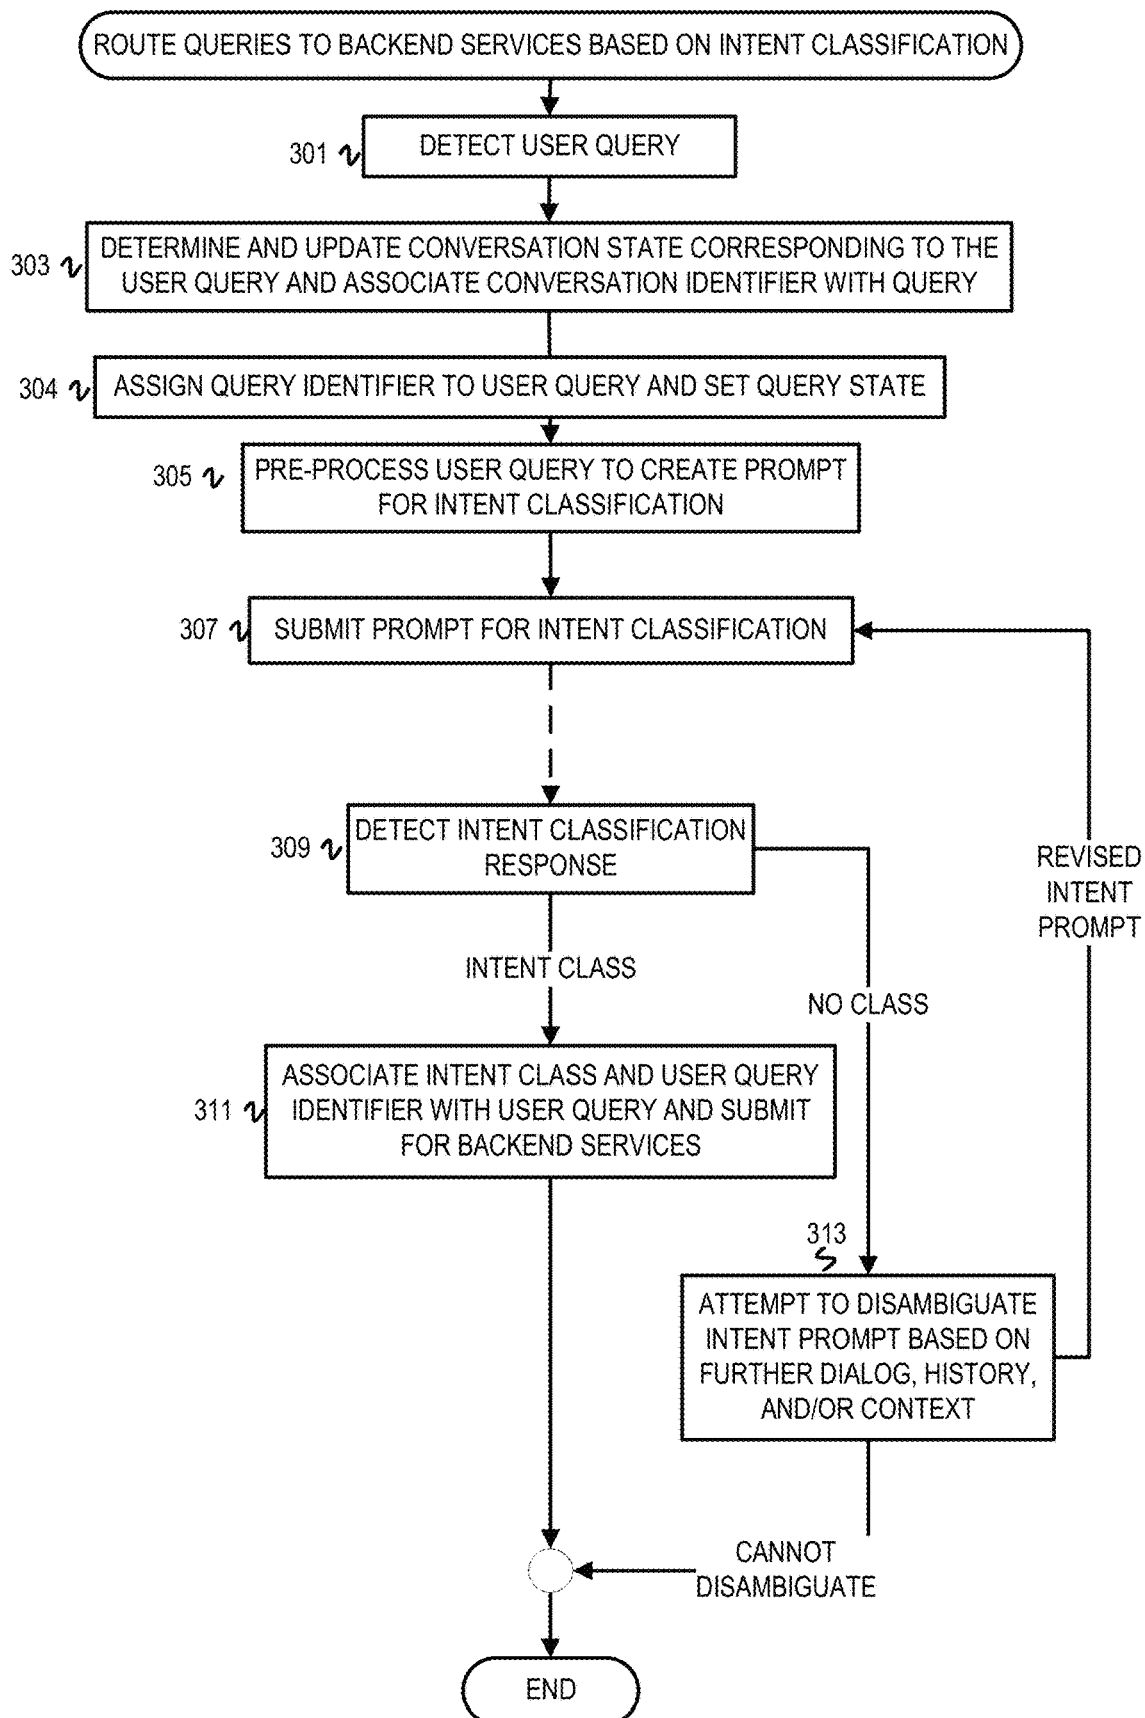 ROUTE QUERIES TO BACKEND SERVICES BASED ON INTENT CLASSIFICATION
301
DETECT USER QUERY
303
DETERMINE AND UPDATE CONVERSATION STATE CORRESPONDING TO THE
USER QUERY AND ASSOCIATE CONVERSATION IDENTIFIER WITH QUERY
304
ASSIGN QUERY IDENTIFIER TO USER QUERY AND SET QUERY STATE
305
PRE-PROCESS USER QUERY TO CREATE PROMPT
FOR INTENT CLASSIFICATION
307
SUBMIT PROMPT FOR INTENT CLASSIFICATION
309
DETECT INTENT CLASSIFICATION
RESPONSE
REVISED
INTENT
PROMPT
INTENT CLASS
NO CLASS
311
ASSOCIATE INTENT CLASS AND USER QUERY
IDENTIFIER WITH USER QUERY AND SUBMIT
FOR BACKEND SERVICES
313
ATTEMPT TO DISAMBIGUATE
INTENT PROMPT BASED ON
FURTHER DIALOG, HISTORY,
AND/OR CONTEXT
CANNOT
DISAMBIGUATE
END